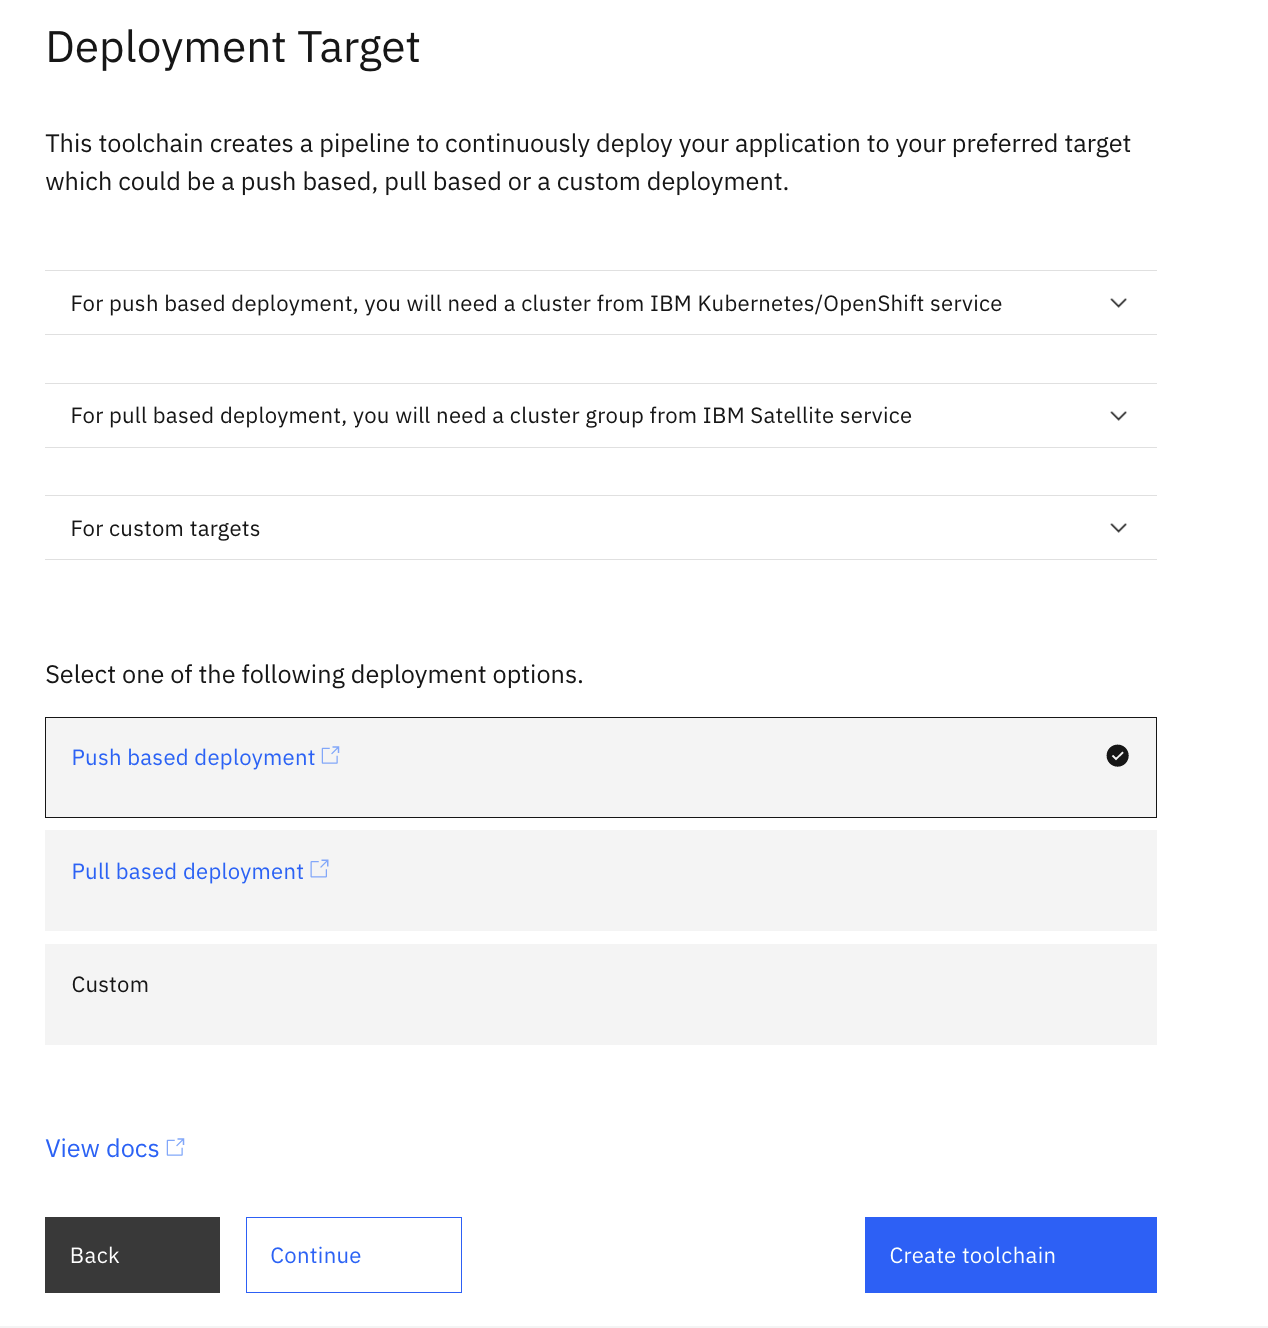 Deployment Target
This toolchain creates a pipeline to continuously deploy your application to your preferred target
which could be a push based, pull based or a custom deployment.
For push based deployment, you will need a cluster from IBM Kubernetes/OpenShift service
For pull based deployment, you will need a cluster group from IBM Satellite service
For custom targets
Select one of the following deployment options.
Push based deployment
Pull based deployment
Custom
View docs
Back
Continue
Create toolchain